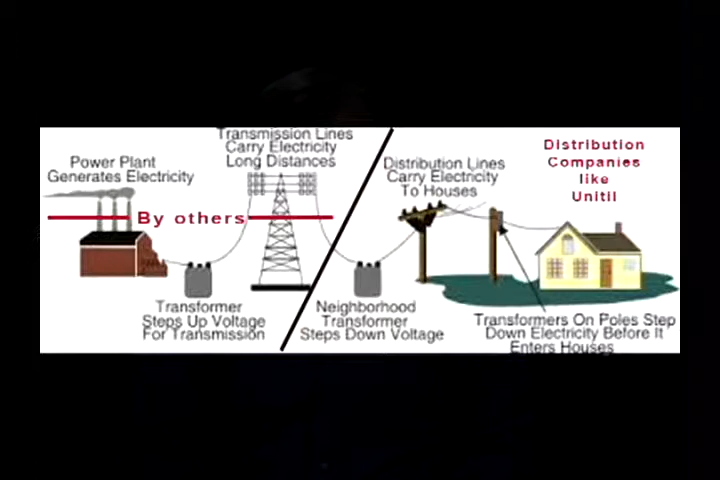 Power Plant
Generates Electricity
Transmission Lines
Carry Electricity
Long Distances
By others
Transformer
Steps Up Voltage
For Transmission
Distribution Lines
Carry Electricity
To Houses
Distribution
Companies
like
Unitil
Neighborhood
Transformer
Steps Down Voltage
Transformers On Poles Step
Down Electricity Before It
Enters Houses